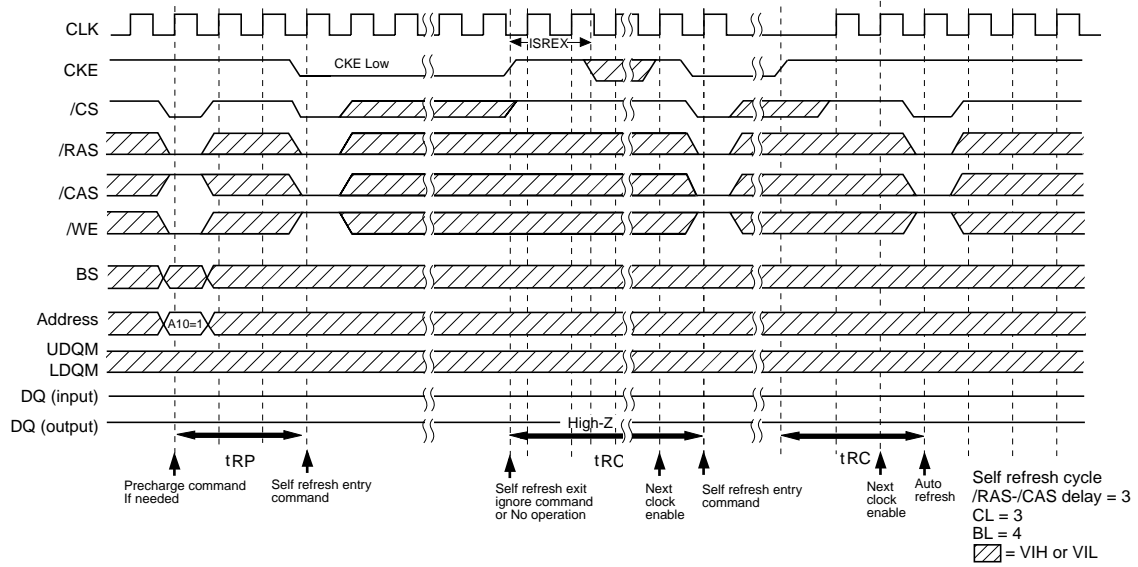 CLK
ISREX
CKE
CKE Low
/CS
/RAS
/CAS
/WE
BS
Address
A10=1
UDQM
LDQM
DQ (input)
DQ (output)
High-Z
tRP
tRC
tRC
Precharge command
If needed
Self refresh entry
command
Self refresh exit
ignore command
or No operation
Next
clock
enable
Self refresh entry
command
Next
clock
enable
Auto
refresh
Self refresh cycle
/RAS-/CAS delay = 3
CL = 3
BL = 4
= VIH or VIL